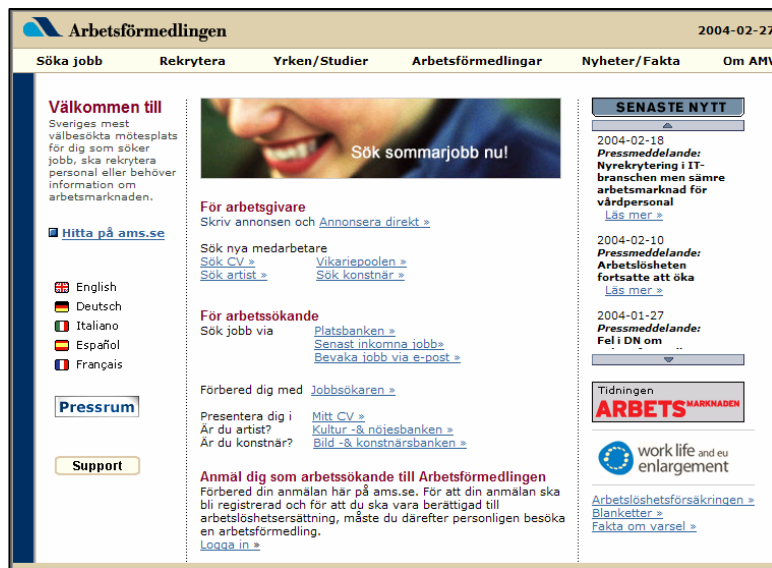 Arbetsförmedlingen
2004-02-27
Söka jobb Rekrytera Yrken/Studier Arbetsförmedlingar Nyheter/Fakta Om AMV
Välkommen till
Sveriges mest
välbesökta mötesplats
för dig som söker
jobb, ska rekrytera
personal eller behöver
information om
arbetsmarknaden.
Hitta på ams.se
English
Deutsch
Italiano
Español
Français
Pressrum
Support
Sök sommarjobb nu!
För arbetsgivare
Skriv annonsen och Annonsera direkt »
Sök nya medarbetare
Sök CV » Vikariepoolen »
Sök artist » Sök konstnär »
För arbetssökande
Sök jobb via Platsbanken »
Senast inkomna jobb»
Bevaka jobb via e-post »
Förbered dig med Jobbsökaren »
Presentera dig i Mitt CV »
Är du artist? Kultur -& nöjesbanken »
Är du konstnär? Bild -& konstnärsbanken »
Anmäl dig som arbetssökande till Arbetsförmedlingen
Förbered din anmälan här på ams.se. För att din anmälan ska
bli registrerad och för att du ska vara berättigad till
arbetslöshetsersättning, måste du därefter personligen besöka
en arbetsförmedling.
Logga in »
SENASTE NYTT
2004-02-18
Pressmeddelande:
Nyrekrytering i IT-
branschen men sämre
arbetsmarknad för
vårdpersonal
Läs mer »
2004-02-10
Pressmeddelande:
Arbetslösheten
fortsatte att öka
Läs mer »
2004-01-27
Pressmeddelande:
Fel i DN om
Tidningen
ARBETSMARKNADEN
work life and eu
enlargement
Arbetslöshetsförsäkringen »
Blanketter »
Fakta om varsel »